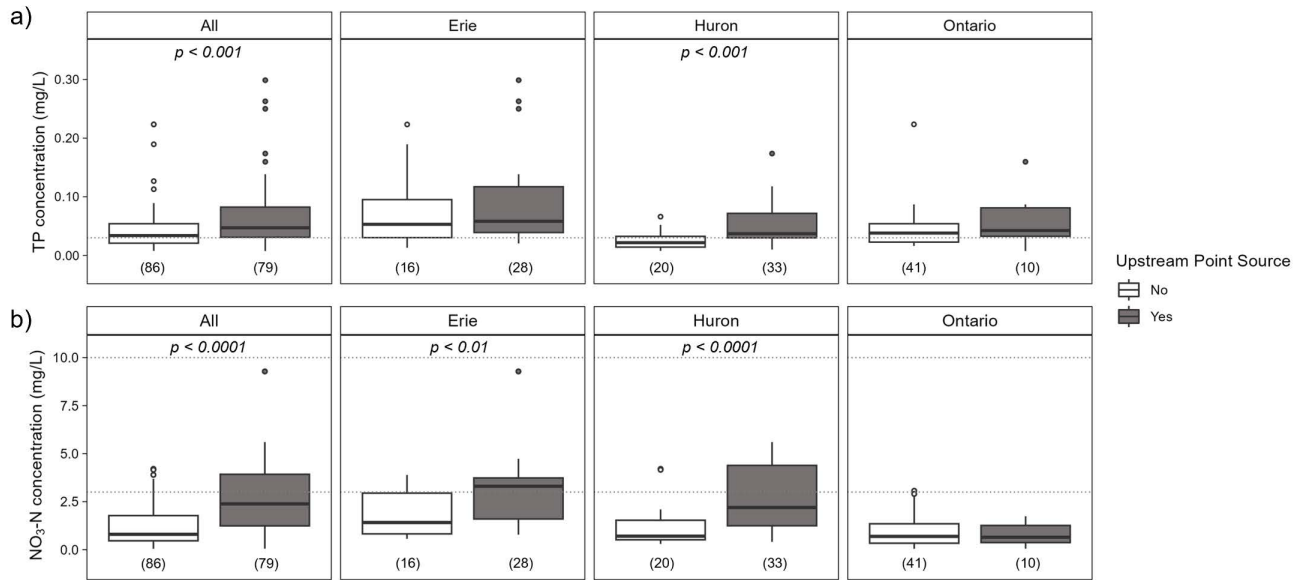 a)
All
Erie
Huron
Ontario
p < 0.001
p < 0.001
TP concentration (mg/L)
0.30
0.20
0.10
0.00
(86)
(79)
(16)
(28)
(20)
(33)
(41)
(10)
Upstream Point Source
No
Yes
b)
All
Erie
Huron
Ontario
p < 0.0001
p < 0.01
p < 0.0001
NO₃-N concentration (mg/L)
10.0
7.5
5.0
2.5
0.0
(86)
(79)
(16)
(28)
(20)
(33)
(41)
(10)